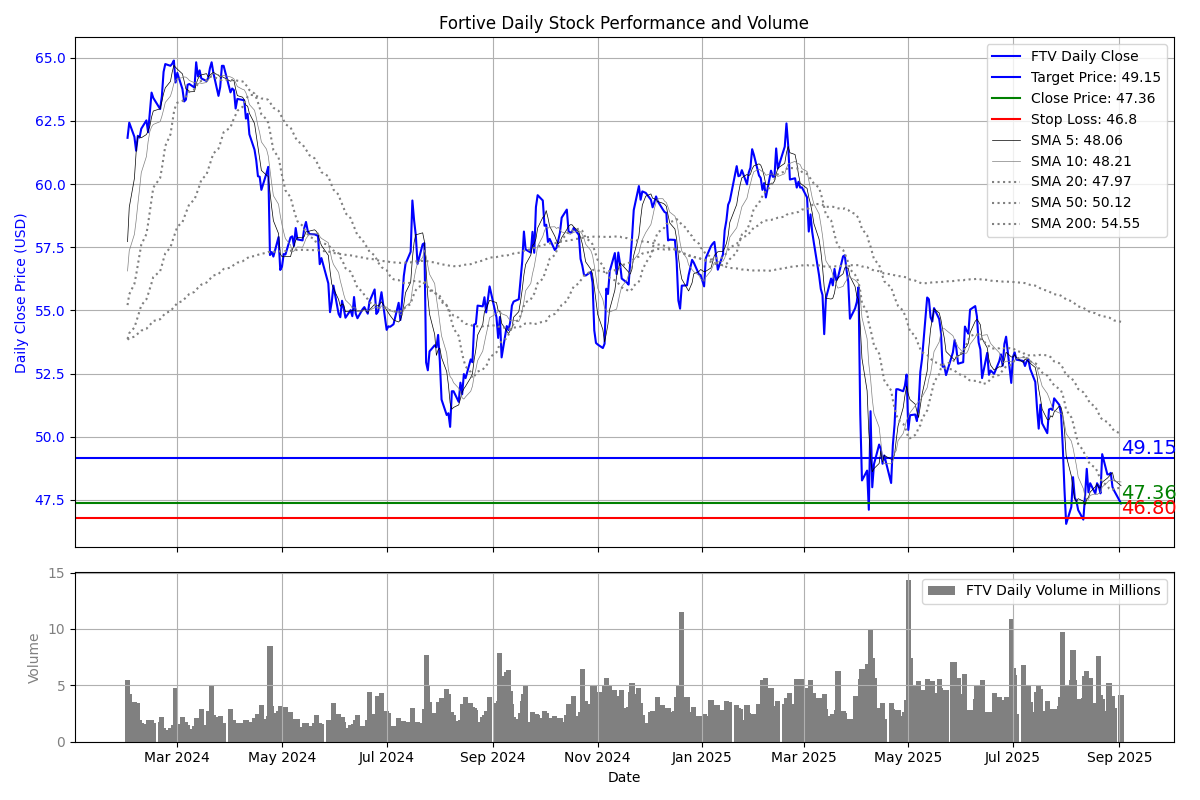 Fortive Daily Stock Performance and Volume
65.0
62.5
60.0
57.5
55.0
52.5
50.0
47.5
Daily Close Price (USD)
FTV Daily Close
Target Price: 49.15
Close Price: 47.36
Stop Loss: 46.8
SMA 5: 48.06
SMA 10: 48.21
SMA 20: 47.97
SMA 50: 50.12
SMA 200: 54.55
49.15
47.36
46.80
15
10
5
0
Volume
FTV Daily Volume in Millions
Mar 2024
May 2024
Jul 2024
Sep 2024
Nov 2024
Jan 2025
Mar 2025
May 2025
Jul 2025
Sep 2025
Date